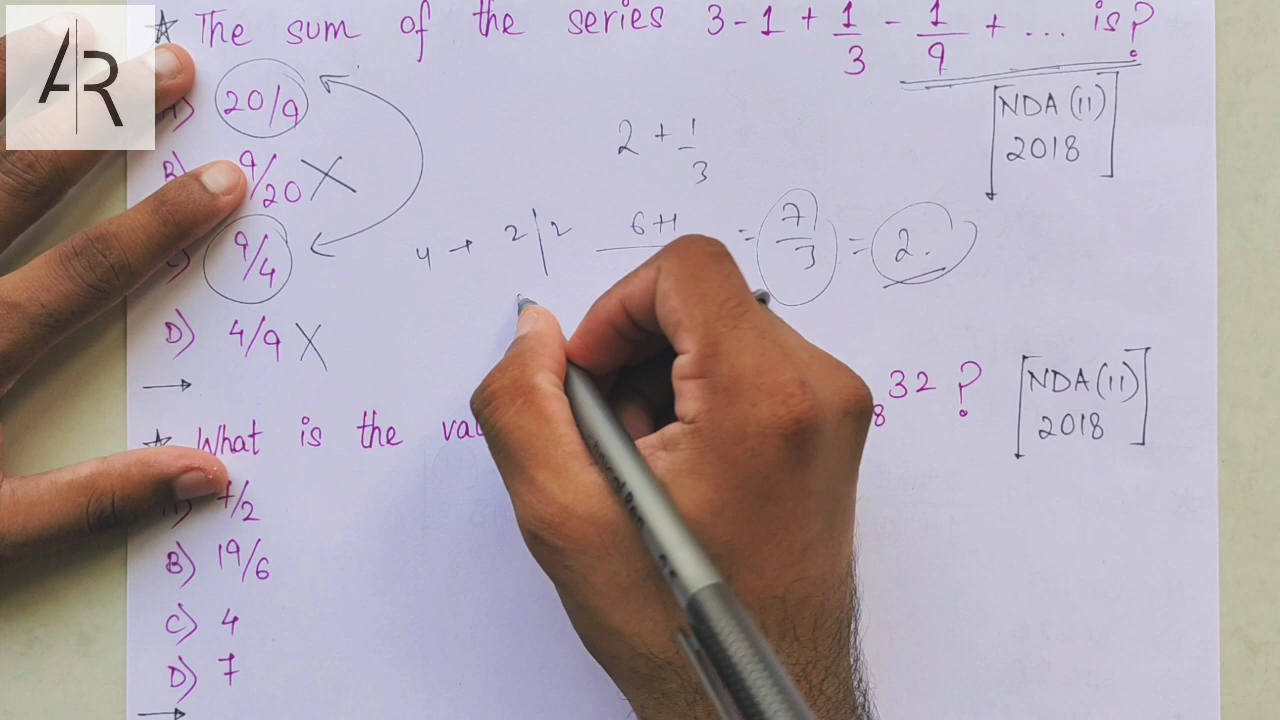 AR
☆ The sum of the series 3 - 1 + 1/3 - 1/9 + ... is?
[NDA (II) 2018]
A) 20/9
B) 9/20 X
C) 9/4
D) 4/9 X
2 + 1/3
4 → 2 | 2 6+1 = 7/3 = 2.
→
☆ What is the 8 32 ? [NDA (II) 2018]
7/2
B) 19/6
C) 4
D) 7
→